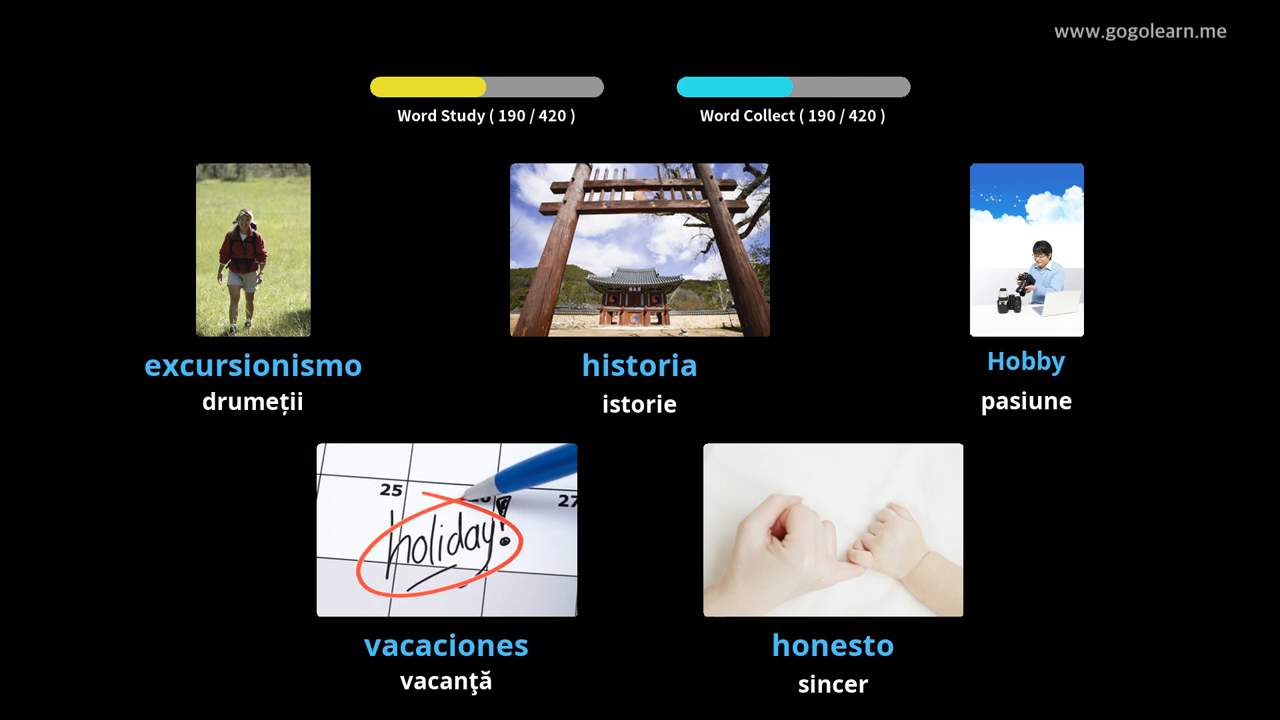 www.gogolearn.me
Word Study ( 190 / 420 )
Word Collect ( 190 / 420 )
excursionismo
drumeții
historia
istorie
Hobby
pasiune
25
27
holiday!
vacaciones
vacanţă
honesto
sincer